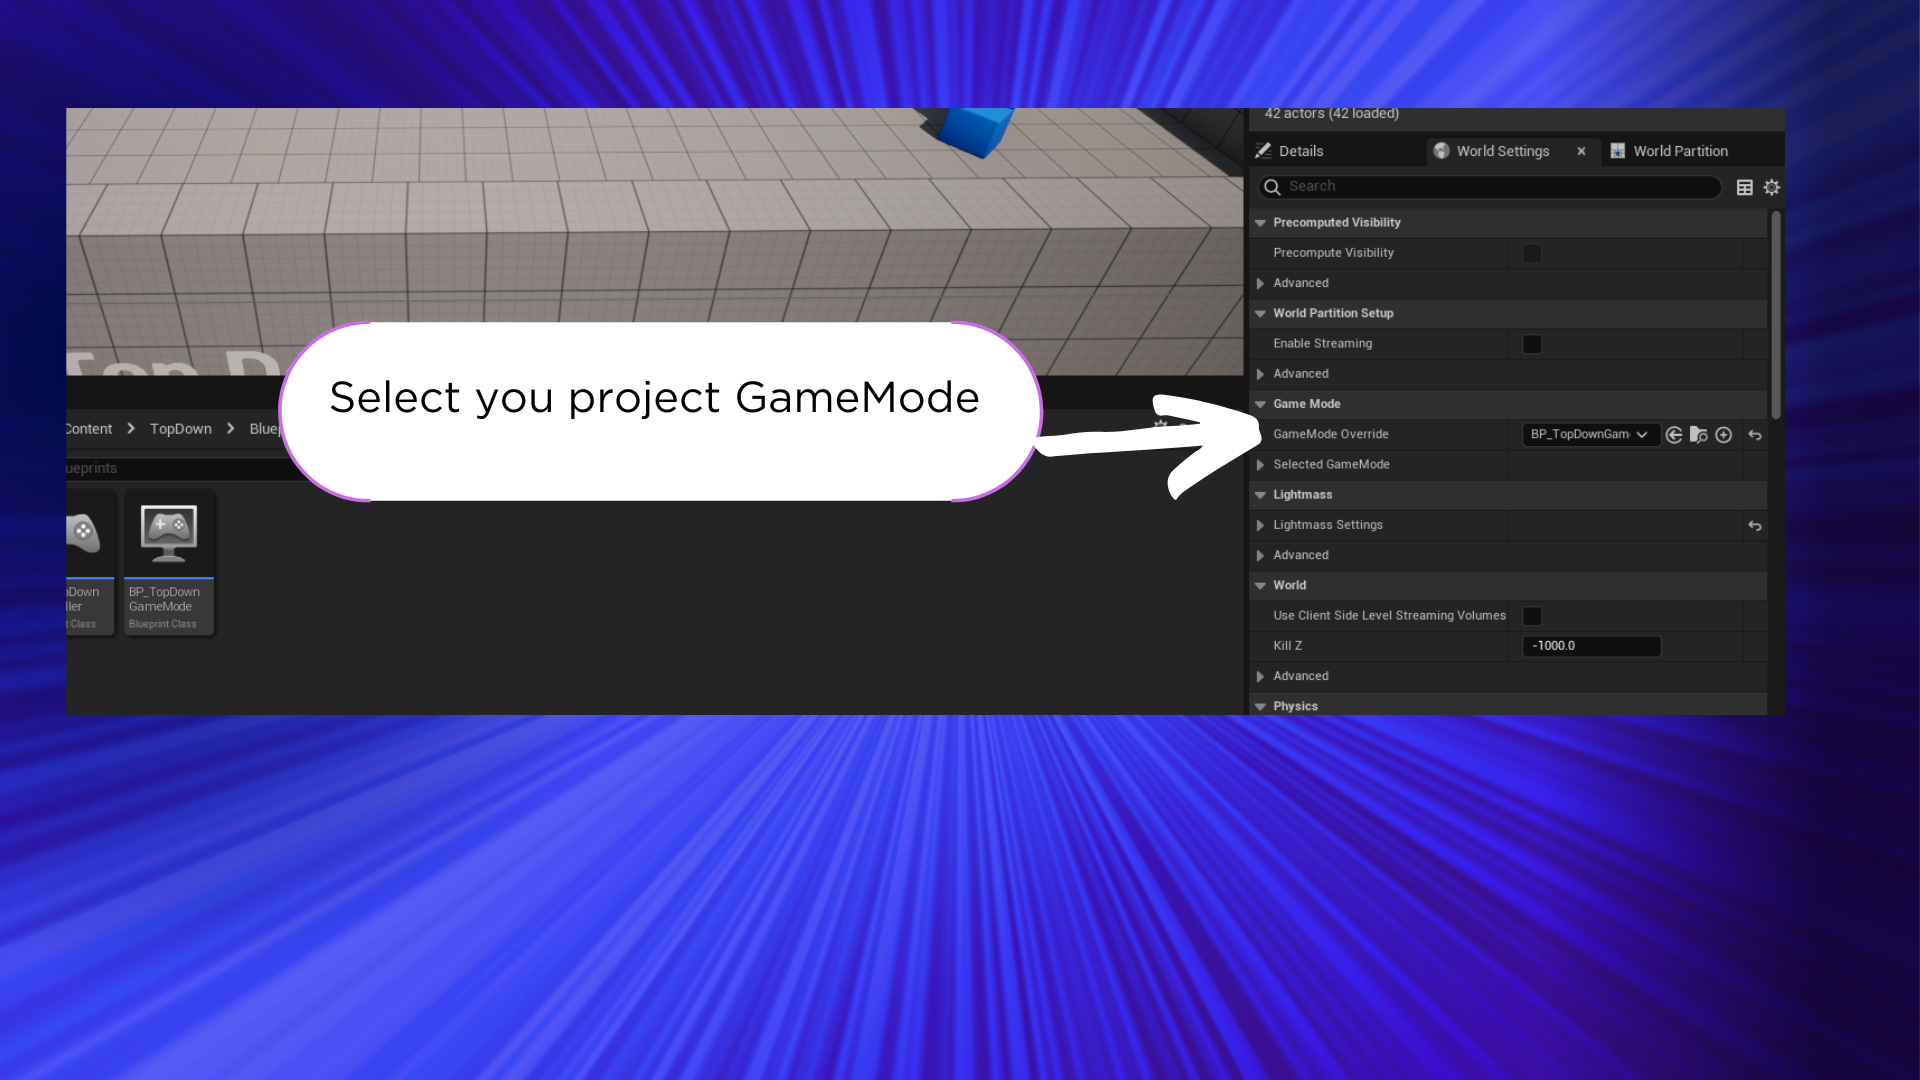 42 actors (42 loaded)
Details
World Settings
World Partition
Search
Precomputed Visibility
Precompute Visibility
Advanced
World Partition Setup
Enable Streaming
Advanced
Game Mode
GameMode Override
BP_TopDownGam
Selected GameMode
Lightmass
Lightmass Settings
Advanced
World
Use Client Side Level Streaming Volumes
Kill Z
-1000.0
Advanced
Physics
Top D
Select you project GameMode
Content > TopDown > Bluep
ueprints
pDown
ller
t Class
BP_TopDown
GameMode
Blueprint Class